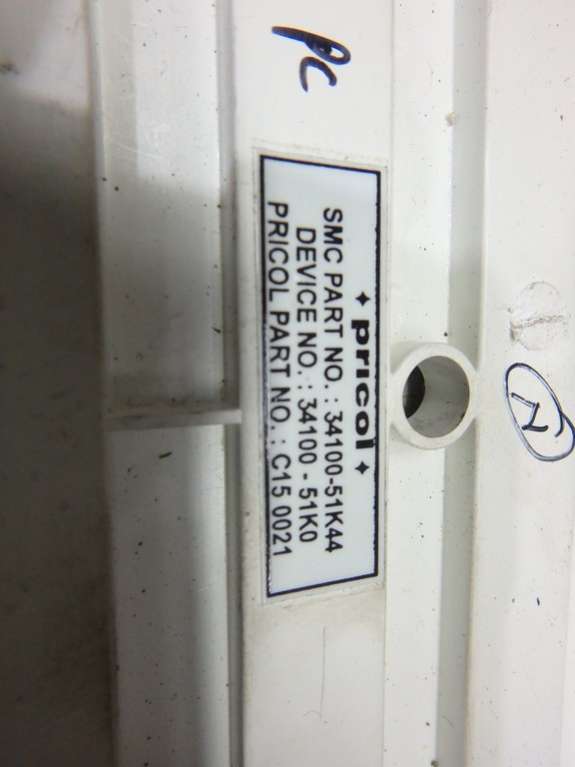 PC
pricol
SMC PART NO. : 34100-51K44
DEVICE NO. : 34100 - 51K0
PRICOL PART NO. : C15 0021